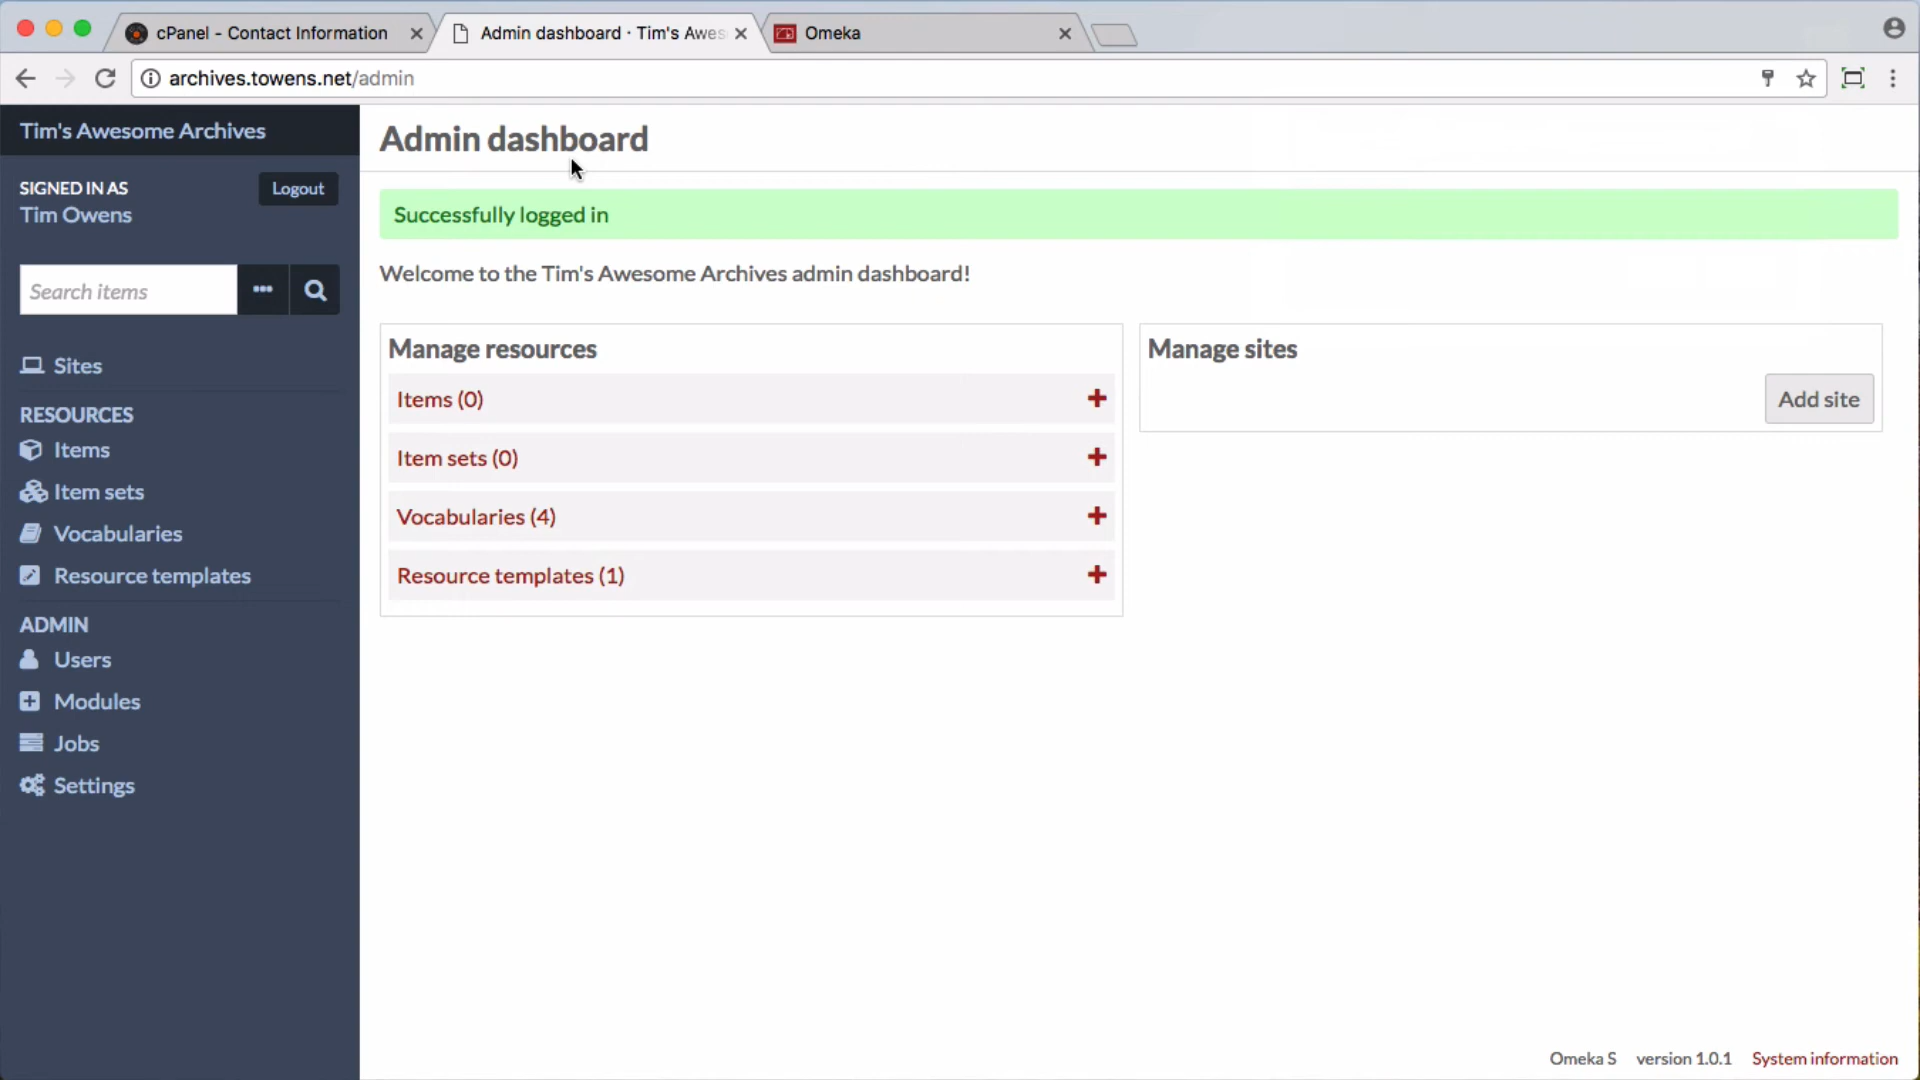 cPanel - Contact Information
Admin dashboard · Tim's Awes
Omeka
archives.towens.net/admin
Tim's Awesome Archives
SIGNED IN AS
Tim Owens
Logout
Search items
Sites
RESOURCES
Items
Item sets
Vocabularies
Resource templates
ADMIN
Users
Modules
Jobs
Settings
Admin dashboard
Successfully logged in
Welcome to the Tim's Awesome Archives admin dashboard!
Manage resources
Items (0)
Item sets (0)
Vocabularies (4)
Resource templates (1)
Manage sites
Add site
Omeka S version 1.0.1 System information